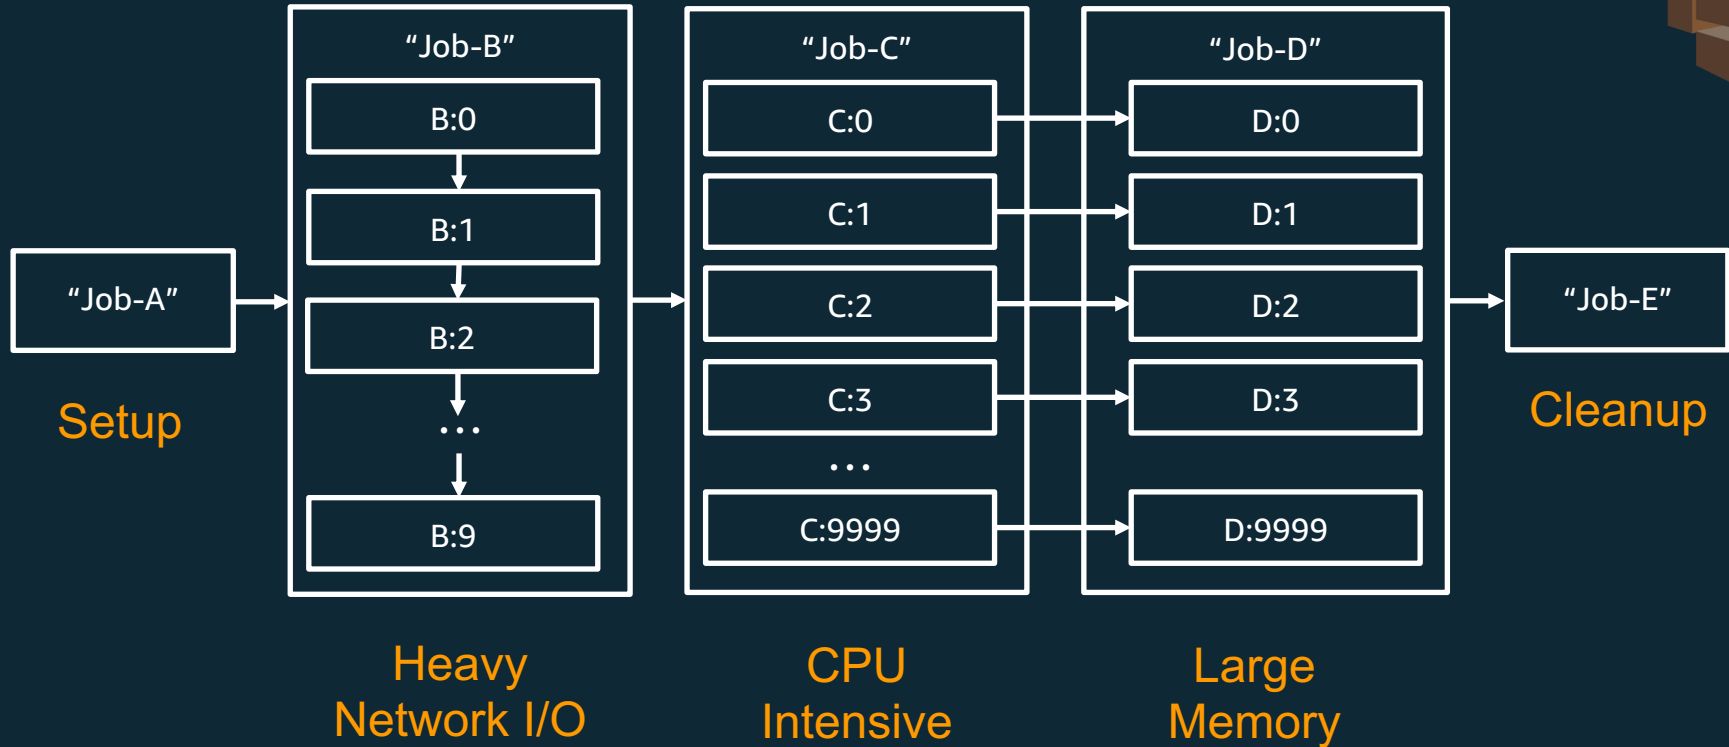 “Job-A”
Setup
“Job-B”
B:0
B:1
B:2
...
B:9
Heavy
Network I/O
“Job-C”
C:0
C:1
C:2
C:3
...
C:9999
CPU
Intensive
“Job-D”
D:0
D:1
D:2
D:3
D:9999
Large
Memory
“Job-E”
Cleanup